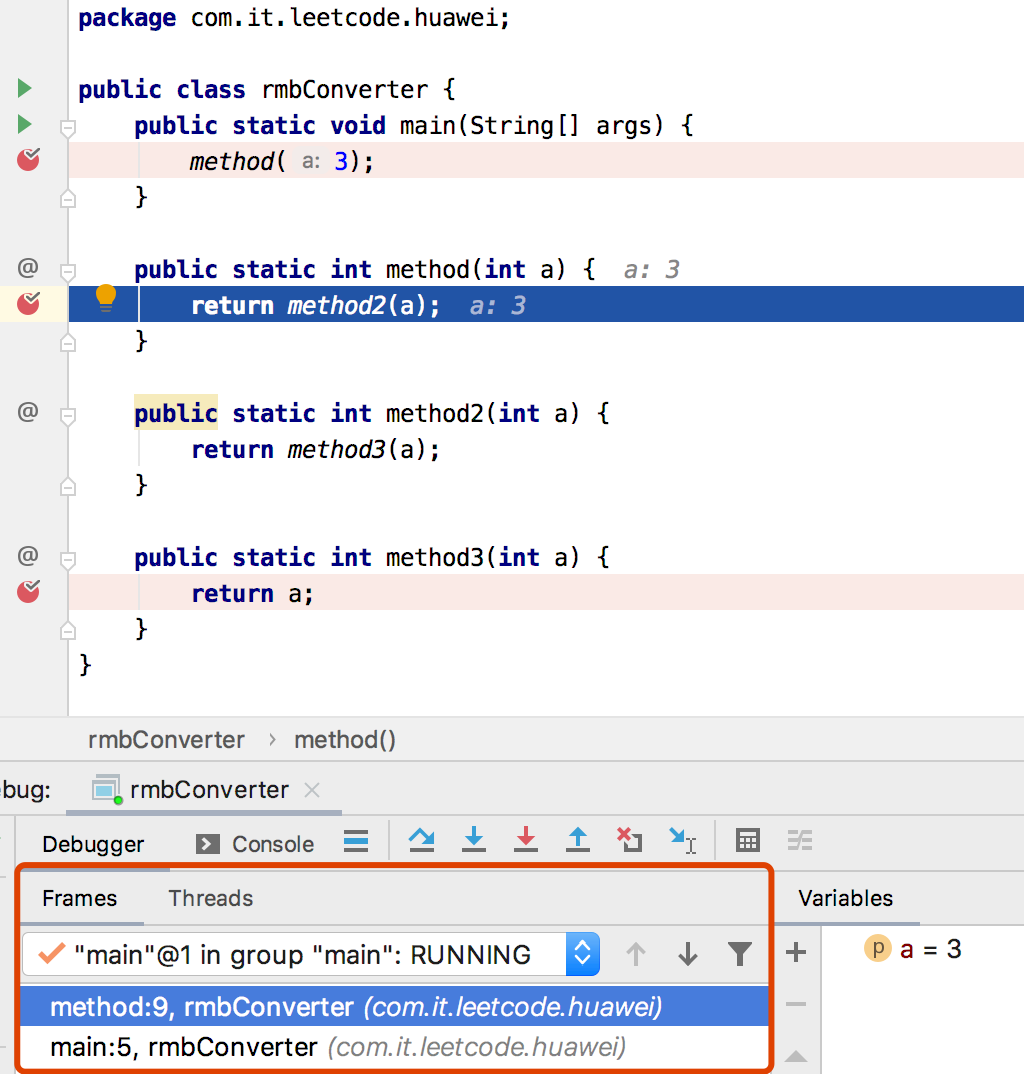 package com.it.leetcode.huawei;
public class rmbConverter {
public static void main(String[] args) {
method( a: 3);
}
@ public static int method(int a) { a: 3
return method2(a); a: 3
}
@ public static int method2(int a) {
return method3(a);
}
@ public static int method3(int a) {
return a;
}
}
rmbConverter › method()
ebug: rmbConverter
Debugger Console
Frames Threads Variables
"main"@1 in group "main": RUNNING
p a = 3
method:9, rmbConverter (com.it.leetcode.huawei)
main:5, rmbConverter (com.it.leetcode.huawei)